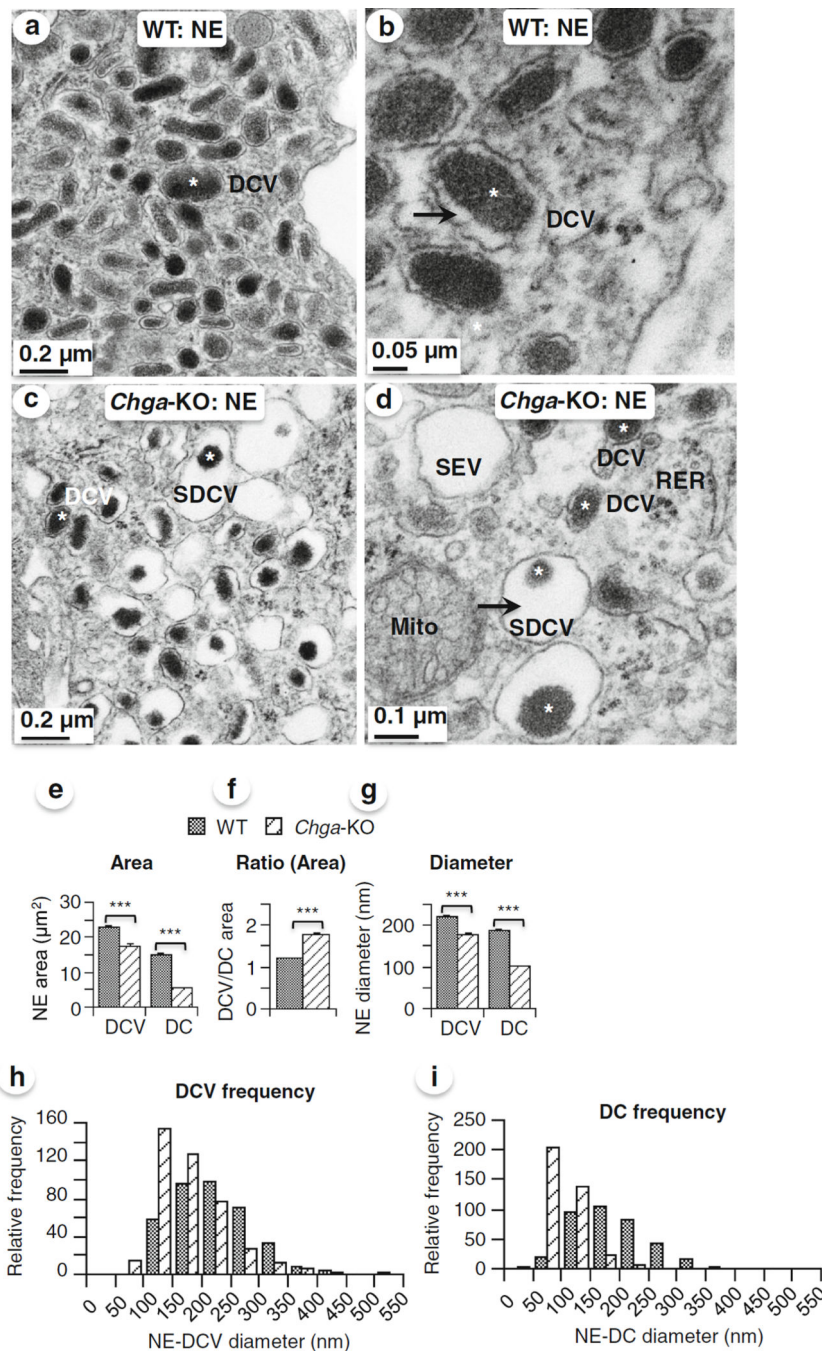 a
WT: NE
DCV
*
0.2 µm
b
WT: NE
*
DCV
*
0.05 µm
c
Chga-KO: NE
*
DCV
SDCV
*
0.2 µm
d
Chga-KO: NE
*
SEV
DCV
RER
*
DCV
*
Mito
SDCV
*
0.1 µm
e
f
g
WT
Chga-KO
Area
Ratio (Area)
Diameter
NE area (µm²)
30
20
10
0
***
***
DCV
DC
DCV/DC area
2
1
0
***
NE diameter (nm)
200
100
0
***
***
DCV
DC
h
DCV frequency
Relative frequency
160
120
80
40
0
0 50 100 150 200 250 300 350 400 450 500 550
NE-DCV diameter (nm)
i
DC frequency
Relative frequency
250
200
150
100
50
0
0 50 100 150 200 250 300 350 400 450 500 550
NE-DC diameter (nm)